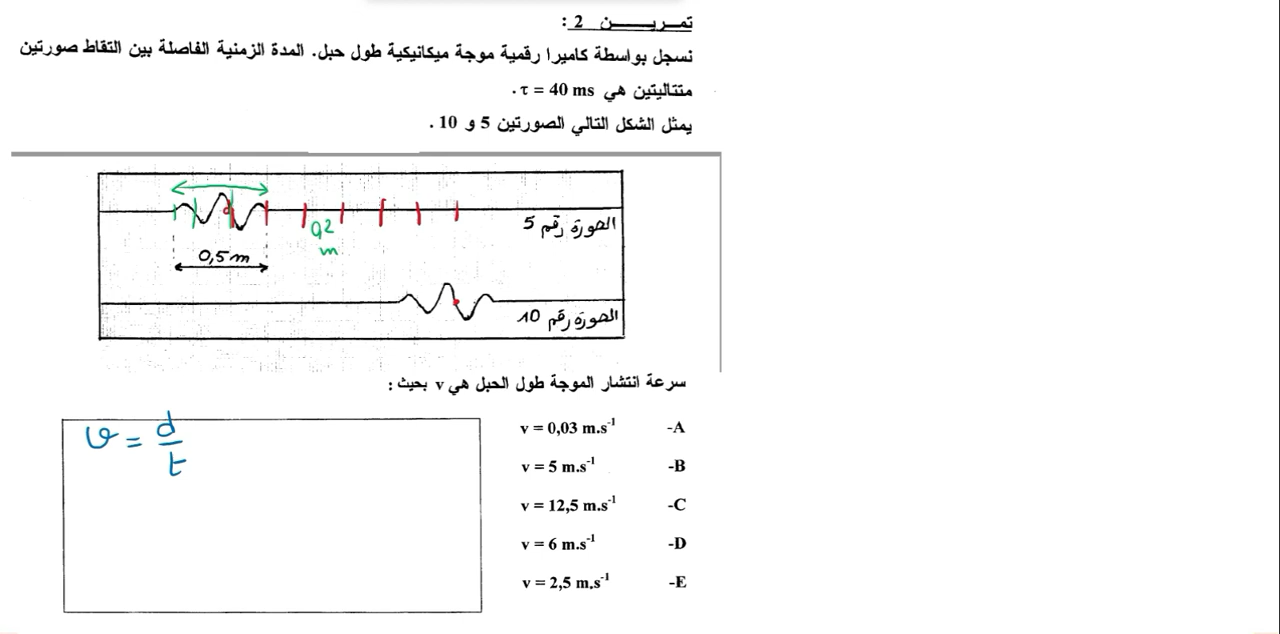 تمـريـــــن 2 :
نسجل بواسطة كاميرا رقمية موجة ميكانيكية طول حبل. المدة الزمنية الفاصلة بين التقاط صورتين
متتاليتين هي τ = 40 ms .
يمثل الشكل التالي الصورتين 5 و 10 .
الصورة رقم 5
0,2
m
0,5 m
الصورة رقم 10
سرعة انتشار الموجة طول الحبل هي v بحيث :
A- v = 0,03 m.s⁻¹
B- v = 5 m.s⁻¹
C- v = 12,5 m.s⁻¹
D- v = 6 m.s⁻¹
E- v = 2,5 m.s⁻¹
v = d/t